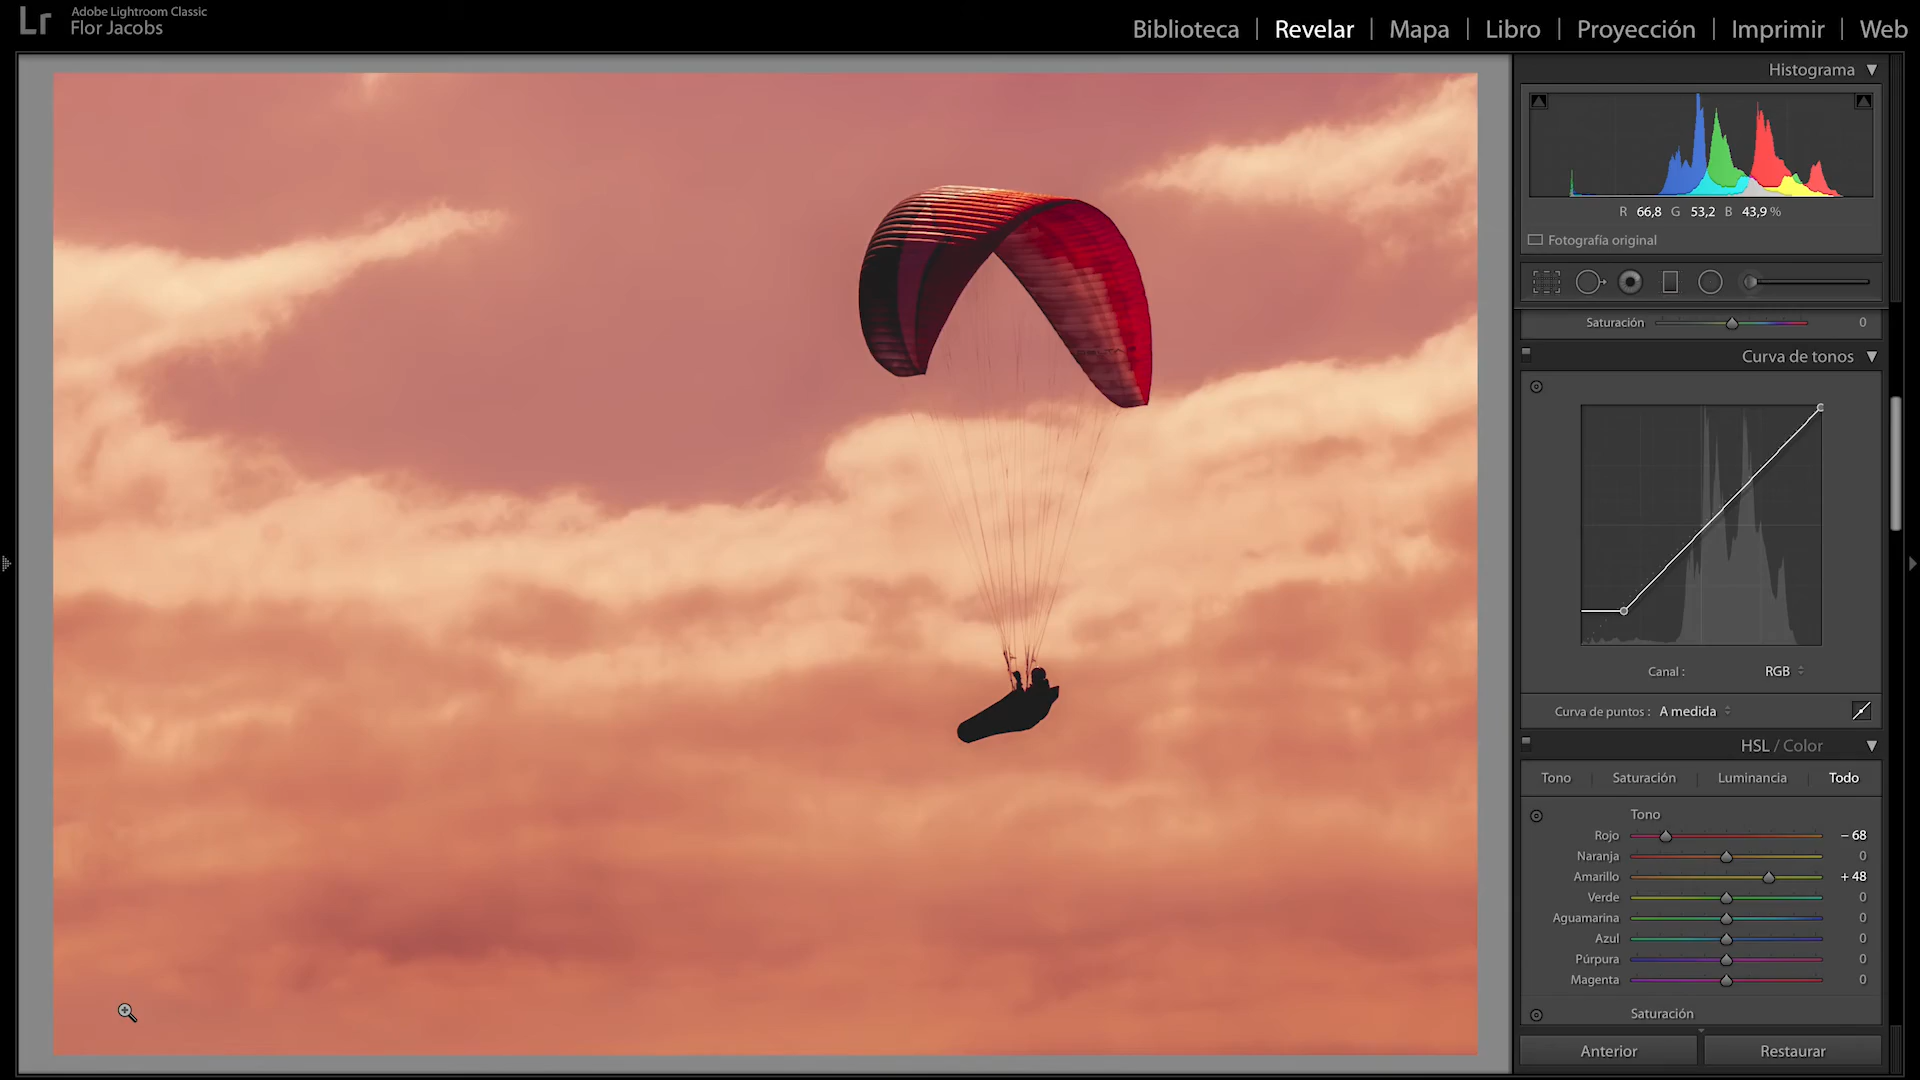 Lr
Adobe Lightroom Classic
Flor Jacobs
Biblioteca | Revelar | Mapa | Libro | Proyección | Imprimir | Web
Histograma
R 66,8 G 53,2 B 43,9 %
Fotografía original
Saturación 0
Curva de tonos
Canal : RGB
Curva de puntos : A medida
HSL / Color
Tono Saturación Luminancia Todo
Tono
Rojo – 68
Naranja 0
Amarillo + 48
Verde 0
Aguamarina 0
Azul 0
Púrpura 0
Magenta 0
Saturación
Anterior Restaurar